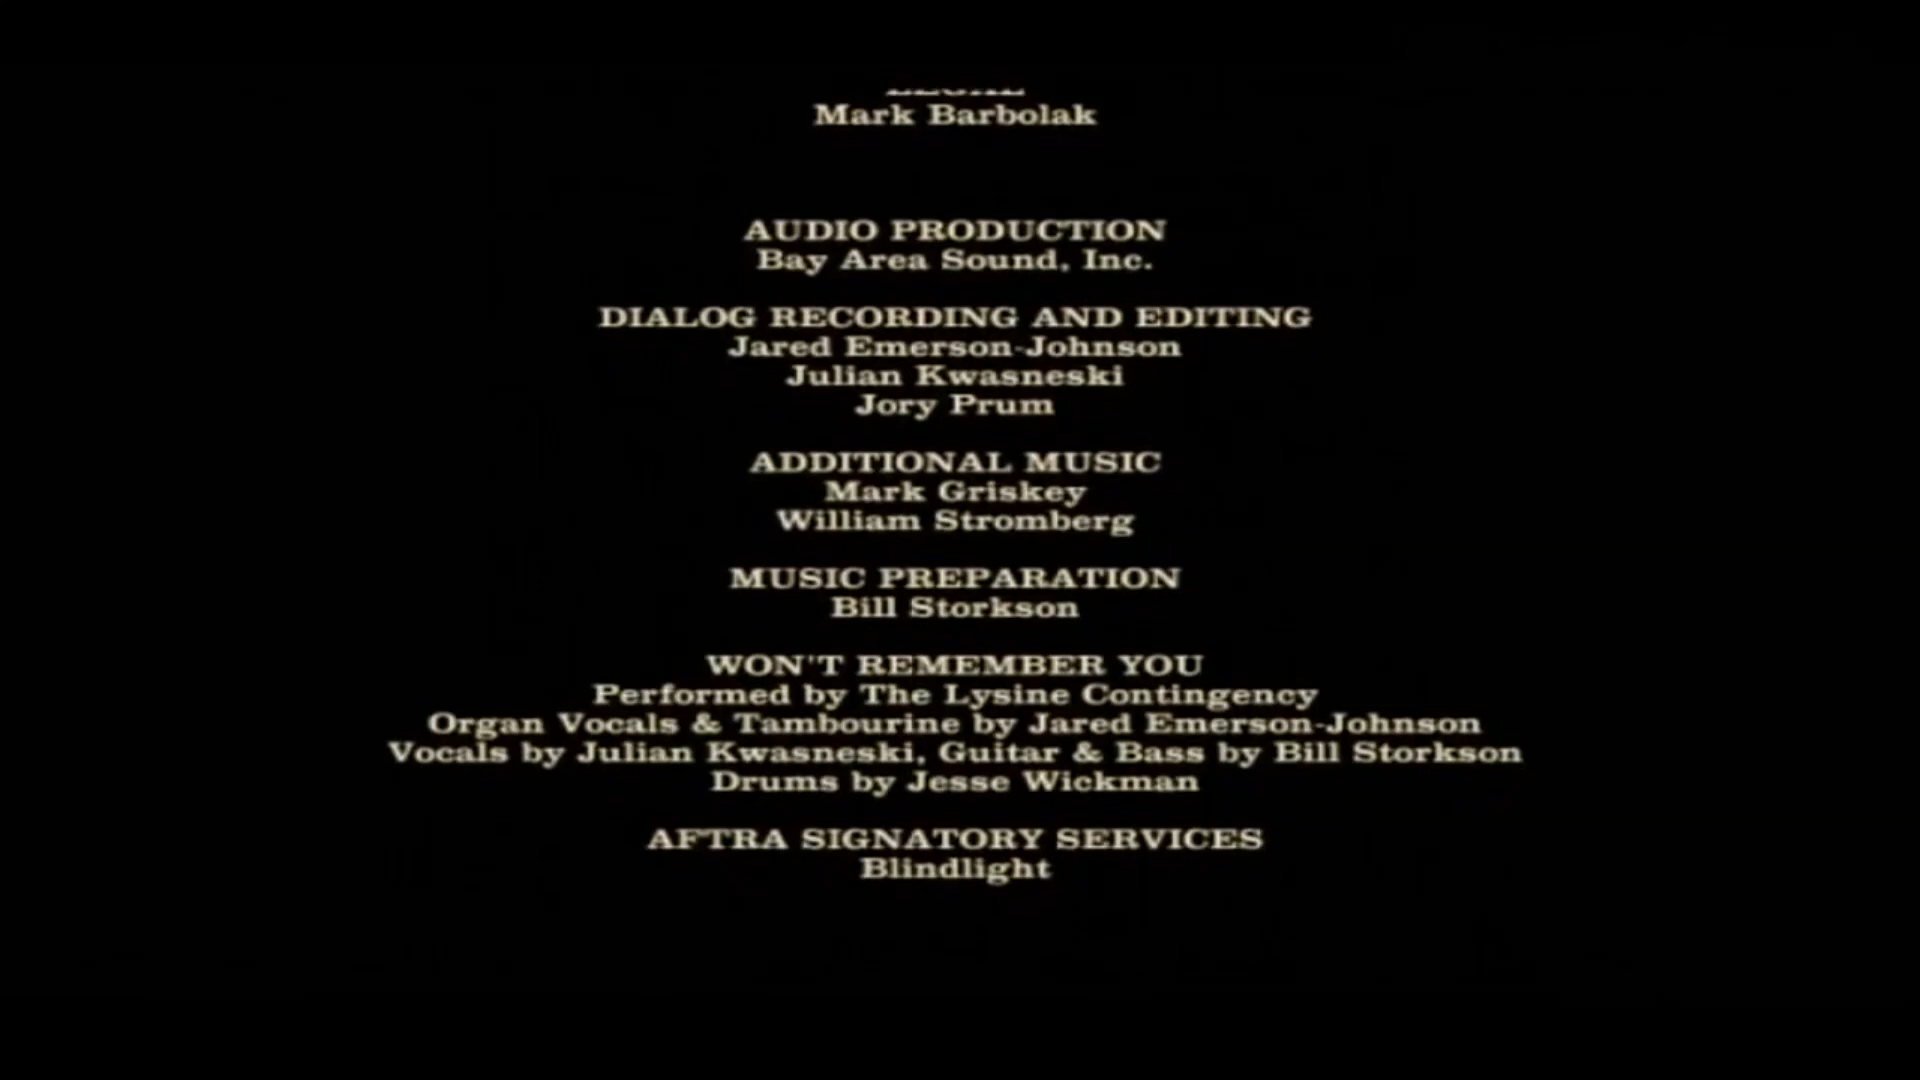 Mark Barbolak
AUDIO PRODUCTION
Bay Area Sound, Inc.
DIALOG RECORDING AND EDITING
Jared Emerson-Johnson
Julian Kwasneski
Jory Prum
ADDITIONAL MUSIC
Mark Griskey
William Stromberg
MUSIC PREPARATION
Bill Storkson
WON'T REMEMBER YOU
Performed by The Lysine Contingency
Organ Vocals & Tambourine by Jared Emerson-Johnson
Vocals by Julian Kwasneski, Guitar & Bass by Bill Storkson
Drums by Jesse Wickman
AFTRA SIGNATORY SERVICES
Blindlight